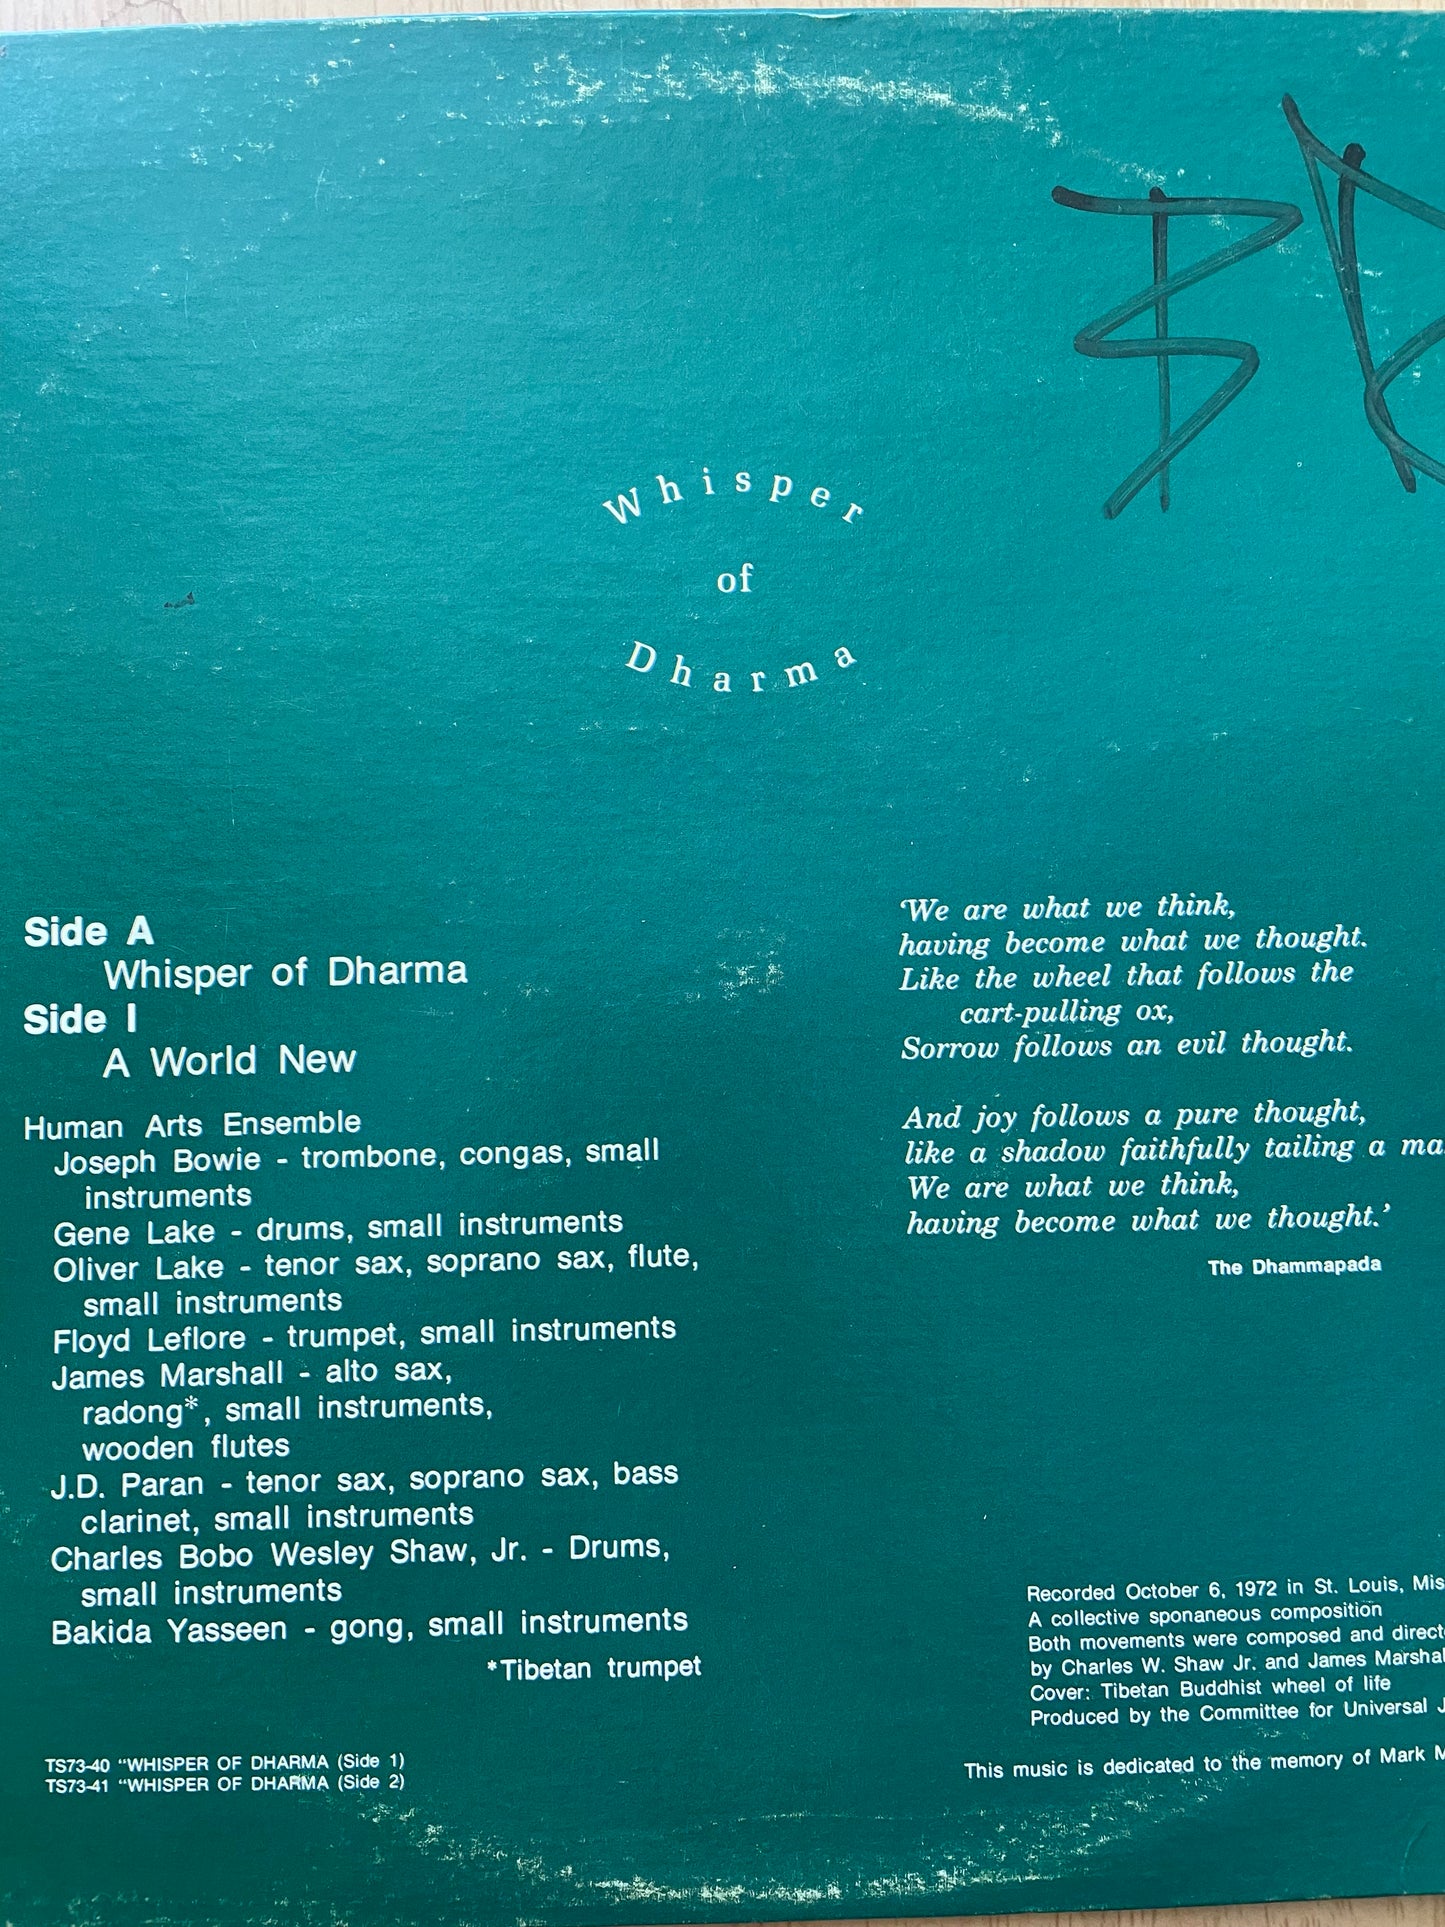 Whisper
of
Dharma
Side A
Whisper of Dharma
Side I
A World New
Human Arts Ensemble
Joseph Bowie - trombone, congas, small
instruments
Gene Lake - drums, small instruments
Oliver Lake - tenor sax, soprano sax, flute,
small instruments
Floyd Leflore - trumpet, small instruments
James Marshall - alto sax,
radong*, small instruments,
wooden flutes
J.D. Paran - tenor sax, soprano sax, bass
clarinet, small instruments
Charles Bobo Wesley Shaw, Jr. - Drums,
small instruments
Bakida Yasseen - gong, small instruments
*Tibetan trumpet
TS73-40 “WHISPER OF DHARMA (Side 1)
TS73-41 “WHISPER OF DHARMA (Side 2)
‘We are what we think,
having become what we thought.
Like the wheel that follows the
cart-pulling ox,
Sorrow follows an evil thought.
And joy follows a pure thought,
like a shadow faithfully tailing a
We are what we think,
having become what we thought.’
The Dhammapada
Recorded October 6, 1972 in St. Louis,
A collective sponaneous composition
Both movements were composed and
by Charles W. Shaw Jr. and James
Cover: Tibetan Buddhist wheel of life
Produced by the Committee for Universal
This music is dedicated to the memory of Mark